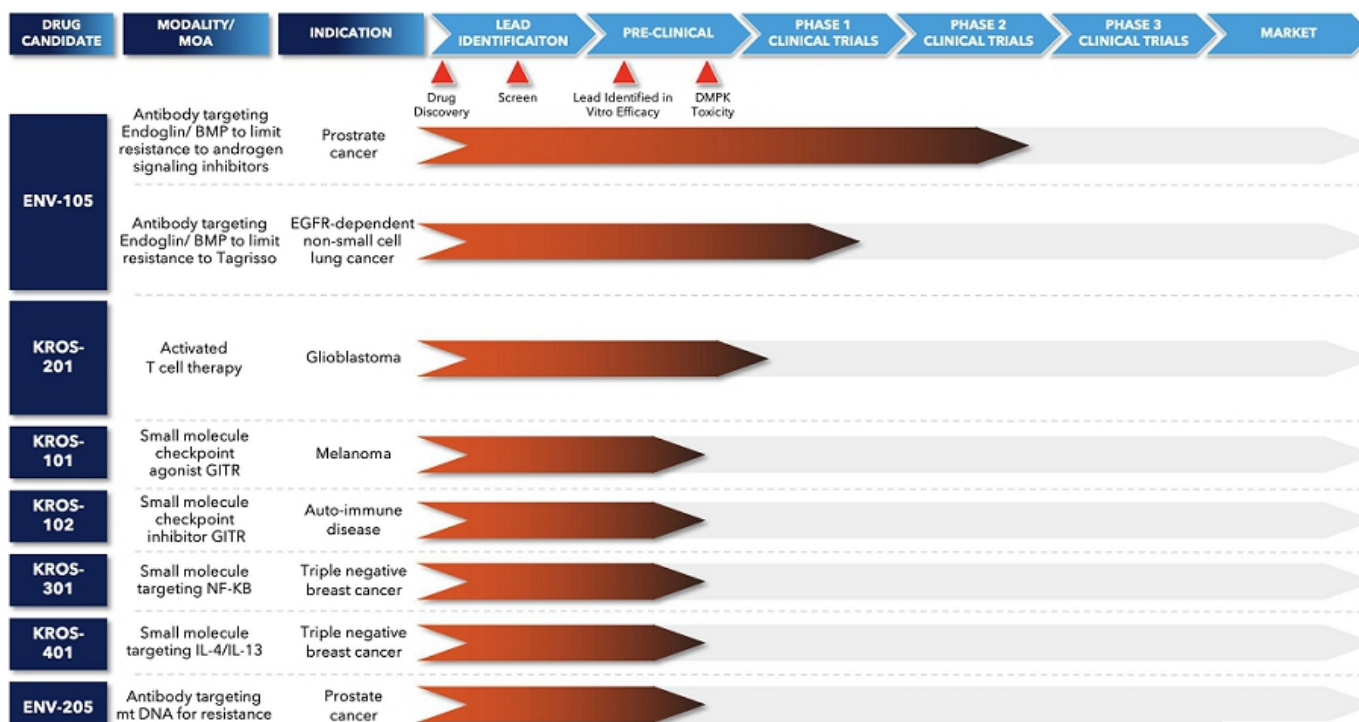 DRUG
CANDIDATE
MODALITY/
MOA
INDICATION
LEAD
IDENTIFICAITON
PRE-CLINICAL
PHASE 1
CLINICAL TRIALS
PHASE 2
CLINICAL TRIALS
PHASE 3
CLINICAL TRIALS
MARKET
Drug
Discovery
Screen
Lead Identified in
Vitro Efficacy
DMPK
Toxicity
ENV-105
Antibody targeting
Endoglin/ BMP to limit
resistance to androgen
signaling inhibitors
Prostrate
cancer
Antibody targeting
Endoglin/ BMP to limit
resistance to Tagrisso
EGFR-dependent
non-small cell
lung cancer
KROS-
201
Activated
T cell therapy
Glioblastoma
KROS-
101
Small molecule
checkpoint
agonist GITR
Melanoma
KROS-
102
Small molecule
checkpoint
inhibitor GITR
Auto-immune
disease
KROS-
301
Small molecule
targeting NF-KB
Triple negative
breast cancer
KROS-
401
Small molecule
targeting IL-4/IL-13
Triple negative
breast cancer
ENV-205
Antibody targeting
mt DNA for resistance
Prostate
cancer